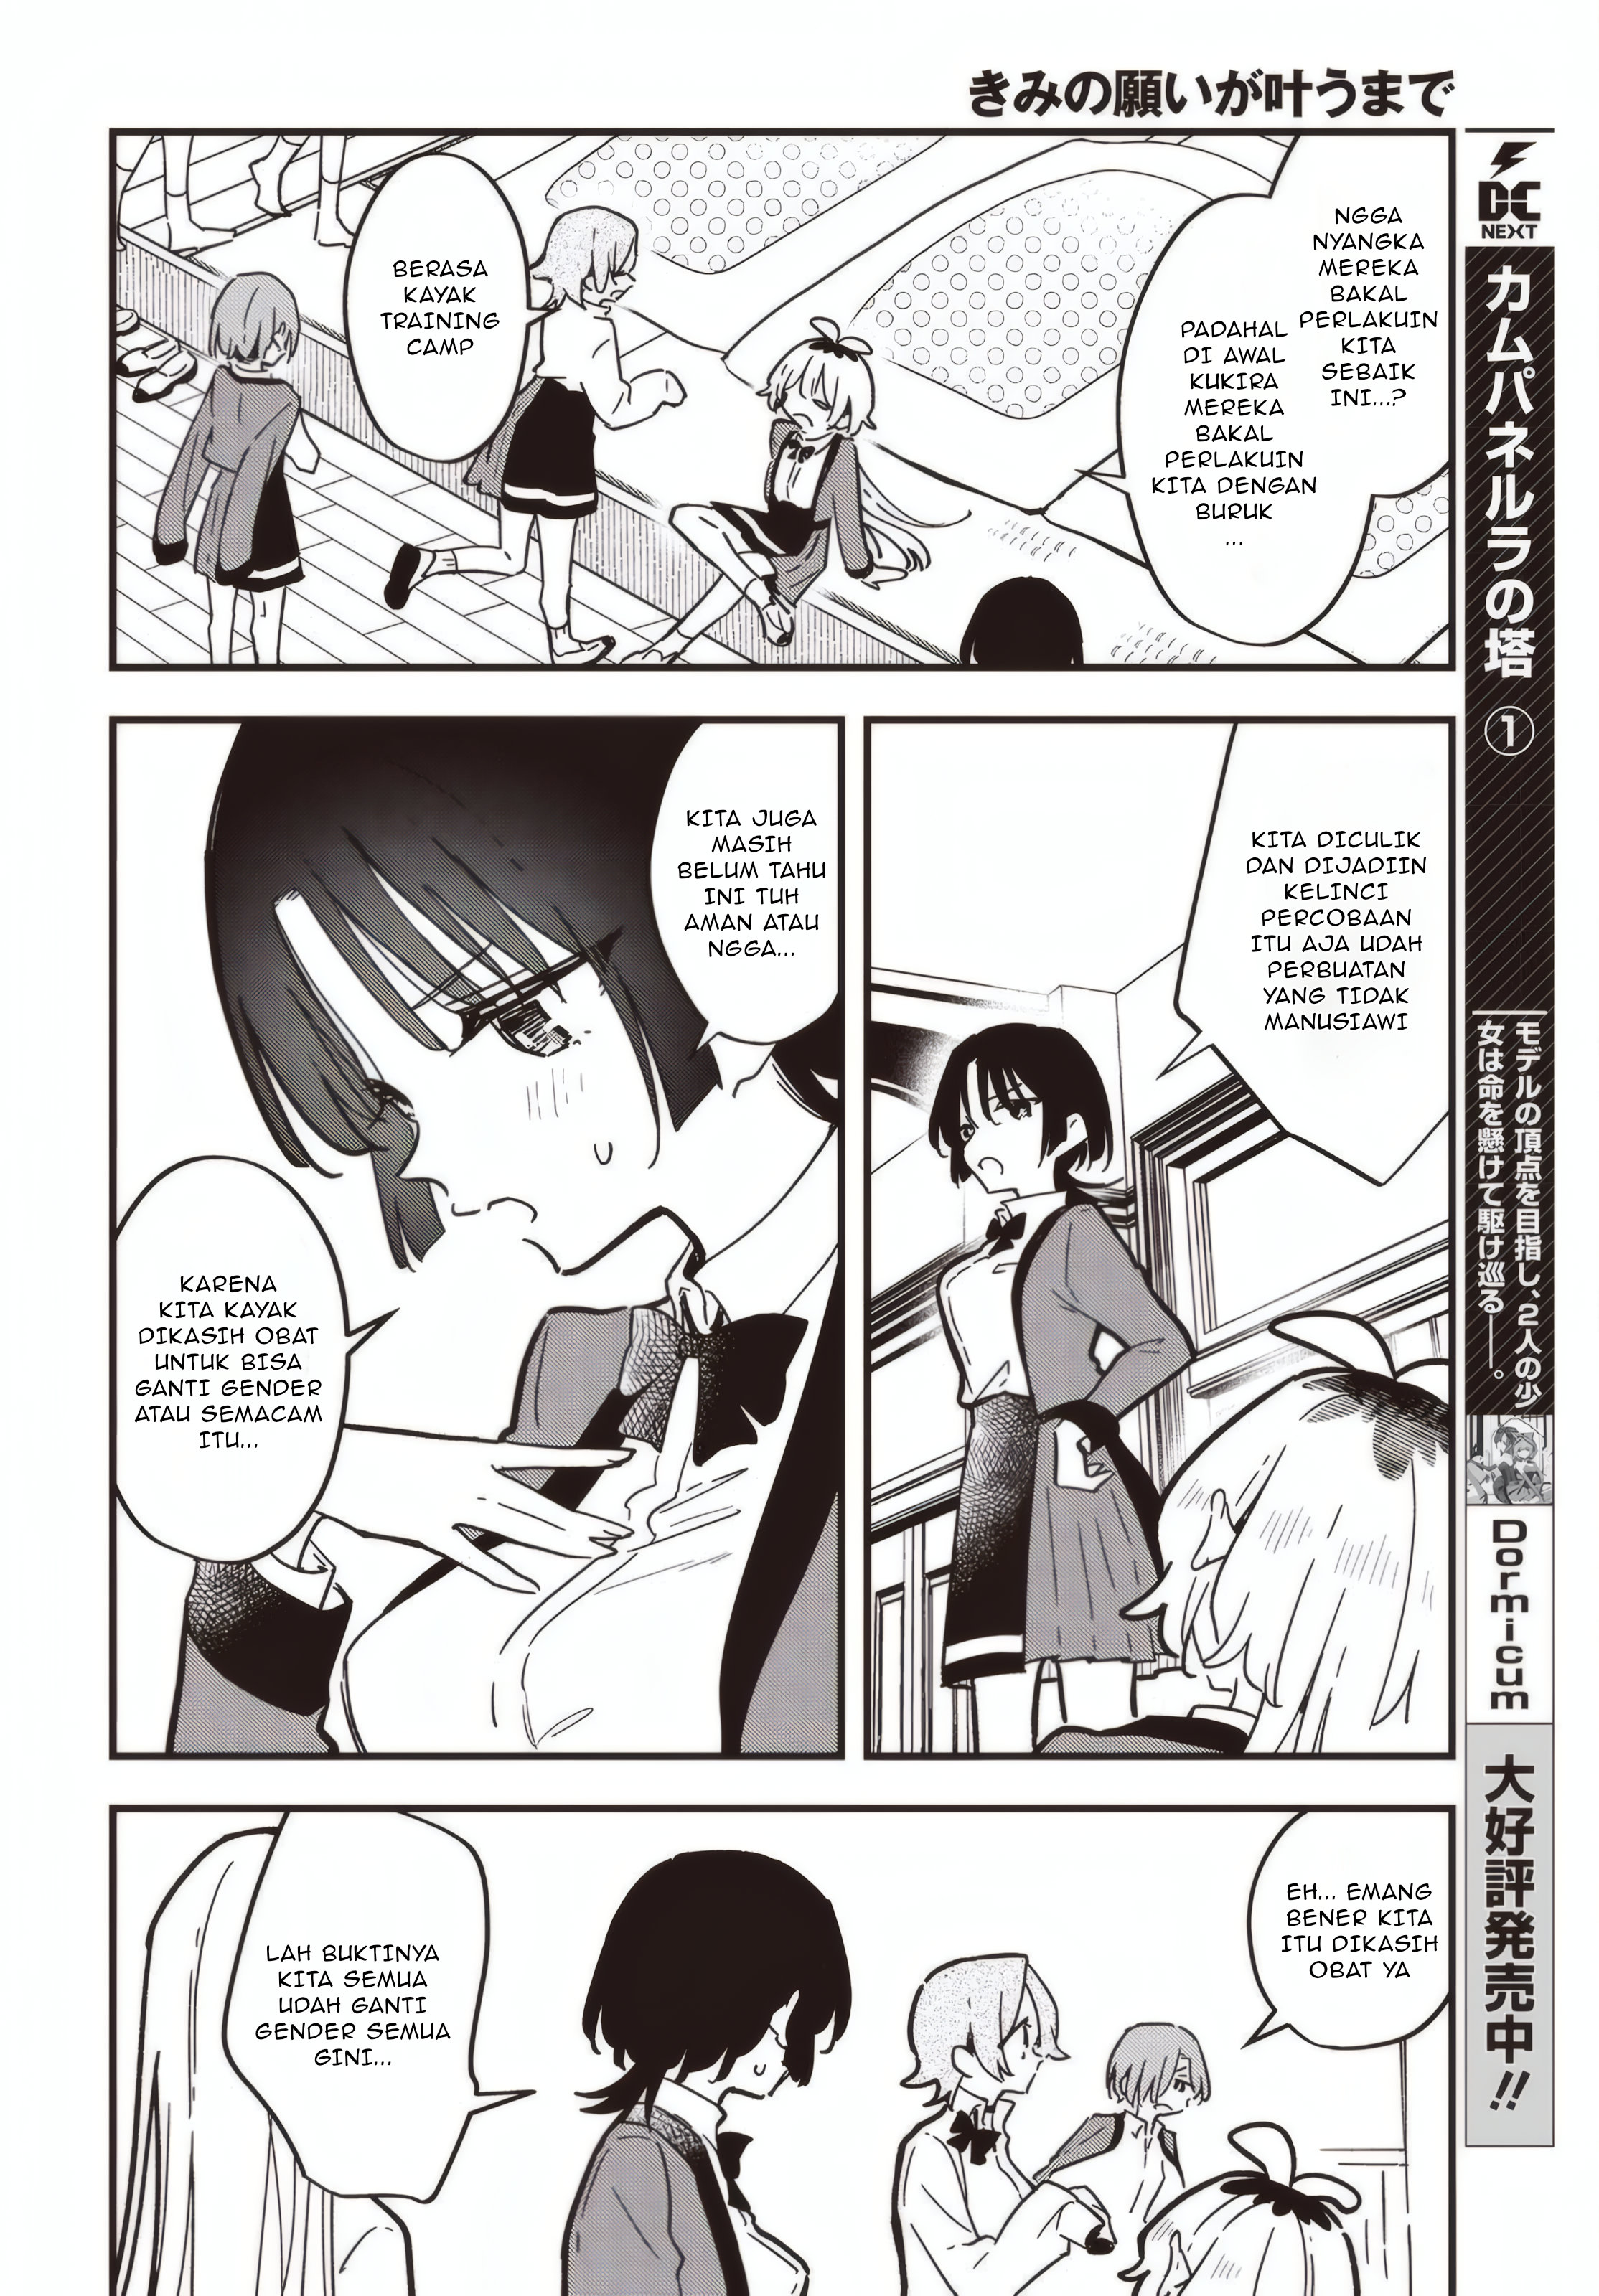 きみの願いが叶うまで
NGGA
NYANGKA
MEREKA
BAKAL
PERLAKUIN
KITA
SEBAIK
INI...?
PADAHAL
DI AWAL
KUKIRA
MEREKA
BAKAL
PERLAKUIN
KITA DENGAN
BURUK
...
BERASA
KAYAK
TRAINING
CAMP
KITA DICULIK
DAN DIJADIIN
KELINCI
PERCOBAAN
ITU AJA UDAH
PERBUATAN
YANG TIDAK
MANUSIAWI
KITA JUGA
MASIH
BELUM TAHU
INI TUH
AMAN ATAU
NGGA...
KARENA
KITA KAYAK
DIKASIH OBAT
UNTUK BISA
GANTI GENDER
ATAU SEMACAM
ITU...
EH... EMANG
BENER KITA
ITU DIKASIH
OBAT YA
LAH BUKTINYA
KITA SEMUA
UDAH GANTI
GENDER SEMUA
GINI...
DC
NEXT
カムパネルラの塔 ①
モデルの頂点を目指し、2人の少
女は命を懸けて駆け巡る――。
Dormicum
大好評発売中!!